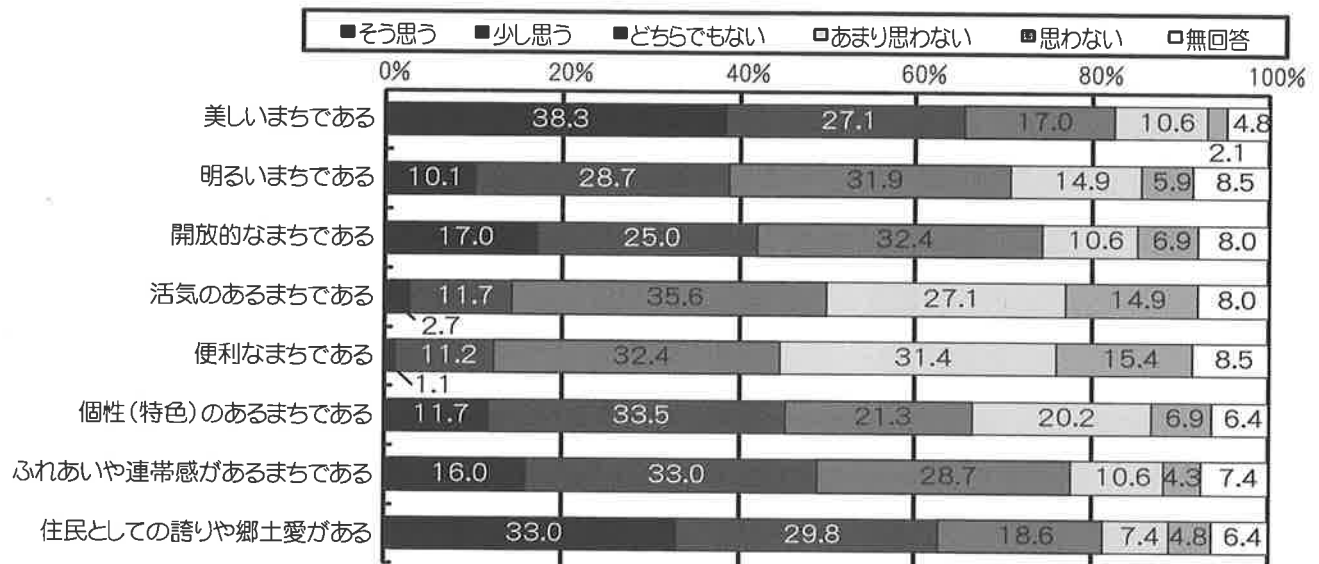 ■そう思う ■少し思う ■どちらでもない □あまり思わない ■思わない □無回答
0% 20% 40% 60% 80% 100%
美しいまちである 38.3 27.1 17.0 10.6 4.8
2.1
明るいまちである 10.1 28.7 31.9 14.9 5.9 8.5
開放的なまちである 17.0 25.0 32.4 10.6 6.9 8.0
活気のあるまちである 11.7 35.6 27.1 14.9 8.0
2.7
便利なまちである 11.2 32.4 31.4 15.4 8.5
1.1
個性(特色)のあるまちである 11.7 33.5 21.3 20.2 6.9 6.4
ふれあいや連帯感があるまちである 16.0 33.0 28.7 10.6 4.3 7.4
住民としての誇りや郷土愛がある 33.0 29.8 18.6 7.4 4.8 6.4